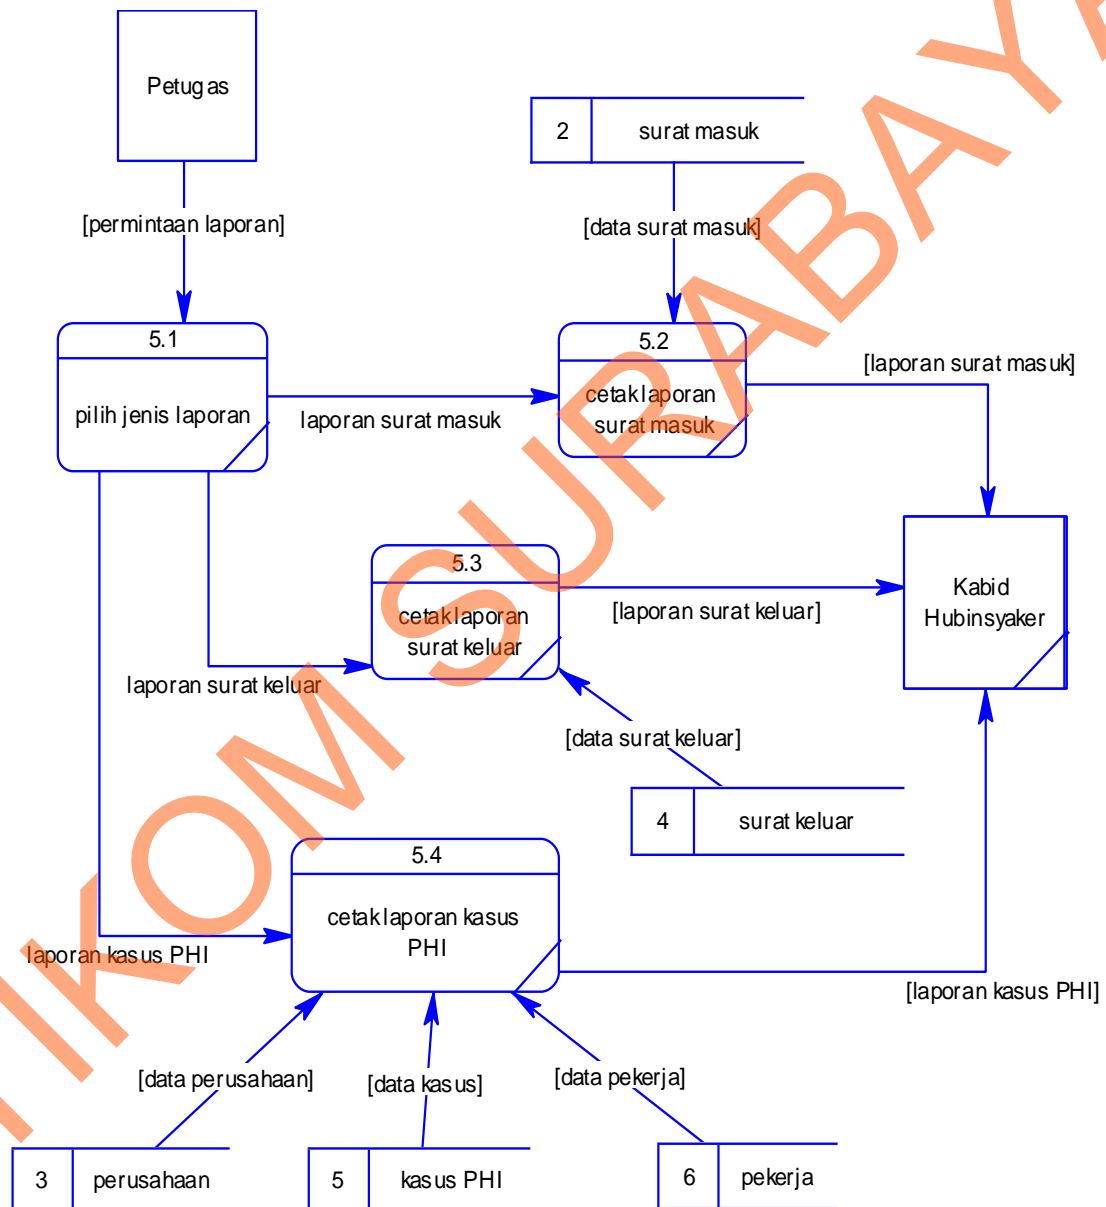 Petugas
2
surat masuk
[permintaan laporan]
[data surat masuk]
5.1
pilih jenis laporan
5.2
cetak laporan
surat masuk
[laporan surat masuk]
laporan surat masuk
5.3
cetak laporan
surat keluar
[laporan surat keluar]
Kabid
Hubinsyaker
laporan surat keluar
[data surat keluar]
4
surat keluar
5.4
cetak laporan kasus
PHI
laporan kasus PHI
[laporan kasus PHI]
[data perusahaan]
[data kasus]
[data pekerja]
3
perusahaan
5
kasus PHI
6
pekerja
IKOM SURABAYA